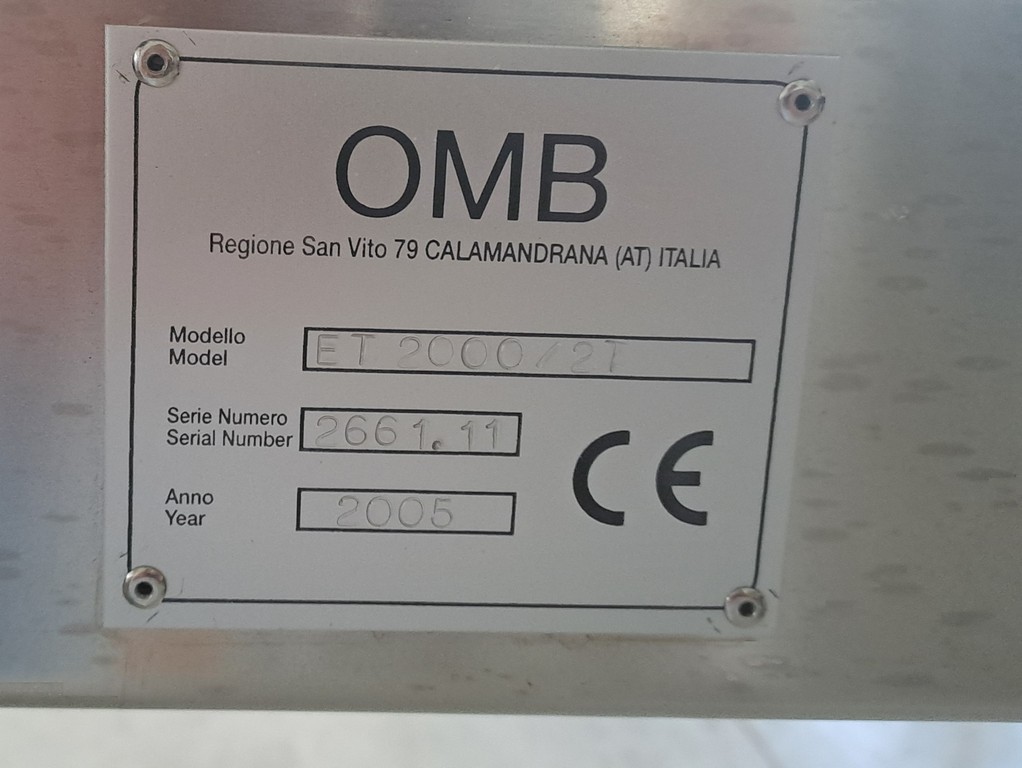 OMB
Regione San Vito 79 CALAMANDRANA (AT) ITALIA
Modello
Model
ET 2000/2T
Serie Numero
Serial Number
2661.11
Anno
Year
2005
CE